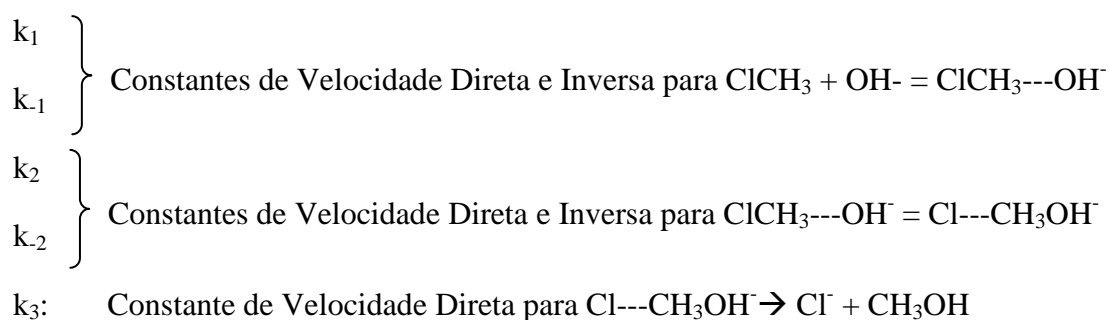 k₁
Constantes de Velocidade Direta e Inversa para ClCH₃ + OH- = ClCH₃---OH⁻
k₋₁
k₂
Constantes de Velocidade Direta e Inversa para ClCH₃---OH⁻ = Cl---CH₃OH⁻
k₋₂
k₃: Constante de Velocidade Direta para Cl---CH₃OH⁻→ Cl⁻ + CH₃OH